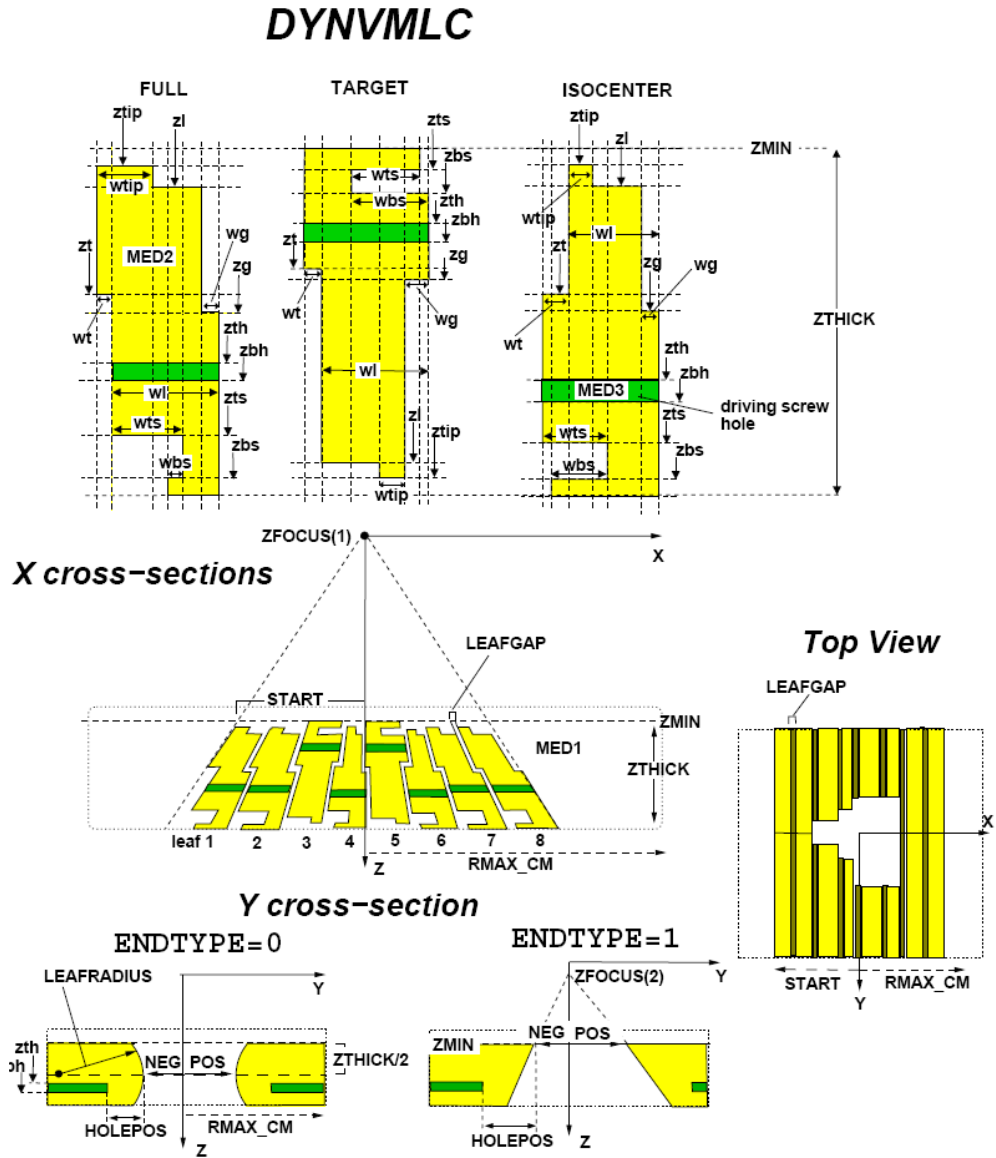 DYNVMLC
FULL
TARGET
ISOCENTER
ztip
zl
wtip
MED2
zt
wg
zg
wt
zth
zbh
wl
zts
wts
zbs
wbs
zts
zbs
wts
zth
wbs
zbh
zt
zg
wt
wg
wl
zl
ztip
wtip
ztip
zl
ZMIN
wtip
wl
zt
zg
wg
wt
ZTHICK
zth
zbh
MED3
driving screw
hole
zts
wts
zbs
wbs
ZFOCUS(1)
X
X cross-sections
LEAFGAP
START
ZMIN
MED1
ZTHICK
leaf 1
2
3
4
5
6
7
8
Z
RMAX_CM
Top View
LEAFGAP
X
START
RMAX_CM
Y
Y cross-section
ENDTYPE=0
LEAFRADIUS
Y
zth
NEG
POS
ZTHICK/2
HOLEPOS
RMAX_CM
Z
ENDTYPE=1
Y
ZFOCUS(2)
NEG
POS
ZMIN
HOLEPOS
Z